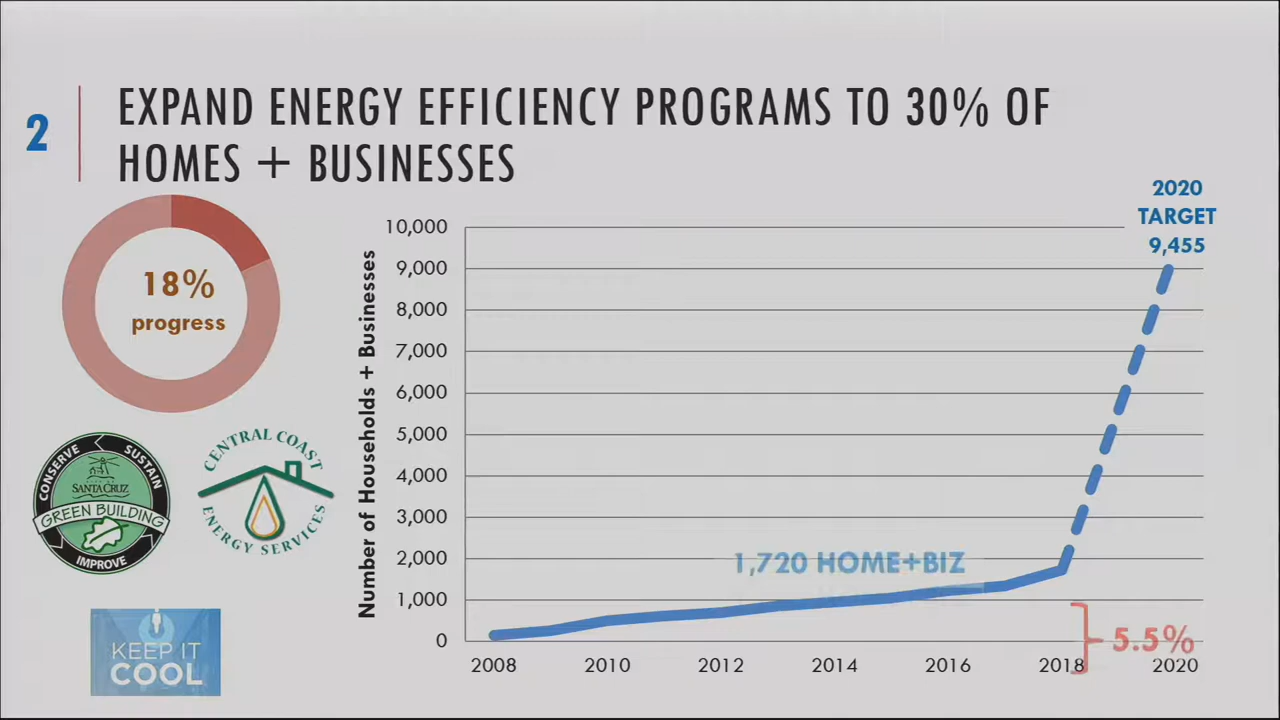 2
EXPAND ENERGY EFFICIENCY PROGRAMS TO 30% OF
HOMES + BUSINESSES
18%
progress
CONSERVE
SUSTAIN
CITY OF
SANTA CRUZ
GREEN BUILDING
IMPROVE
CENTRAL COAST
ENERGY SERVICES
KEEP IT
COOL
Number of Households + Businesses
10,000
9,000
8,000
7,000
6,000
5,000
4,000
3,000
2,000
1,000
0
2020
TARGET
9,455
1,720 HOME+BIZ
5.5%
2008
2010
2012
2014
2016
2018
2020